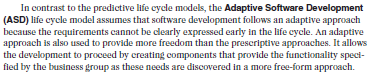 In contrast to the predictive life cycle models, the Adaptive Software Development
(ASD) life cycle model assumes that software development follows an adaptive approach
because the requirements cannot be clearly expressed early in the life cycle. An adaptive
approach is also used to provide more freedom than the prescriptive approaches. It allows
the development to proceed by creating components that provide the functionality speci-
fied by the business group as these needs are discovered in a more free-form approach.